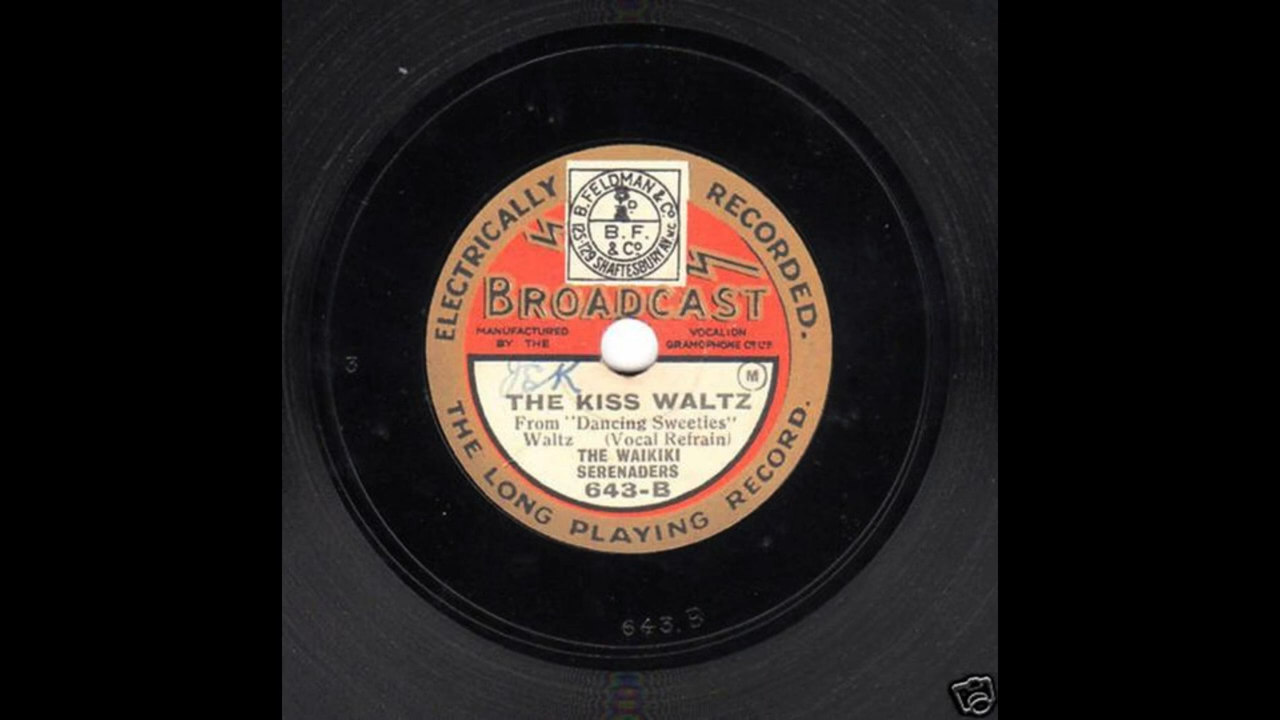 ELECTRICALLY RECORDED.
B. FELDMAN & Co
125-129 SHAFTESBURY AV. W.C.
B. F.
& Co
BROADCAST
MANUFACTURED BY THE
VOCALION GRAMOPHONE Co LTD
M
THE KISS WALTZ
From "Dancing Sweeties"
Waltz (Vocal Refrain)
THE WAIKIKI
SERENADERS
643-B
THE LONG PLAYING RECORD.
3
643.B